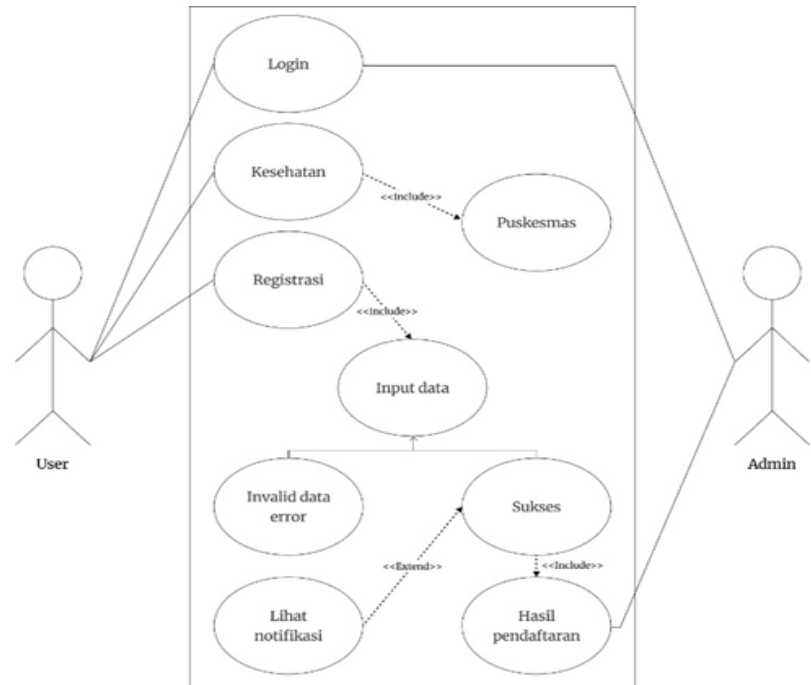 Login
Kesehatan
<<Include>>
Puskesmas
Registrasi
<<Include>>
Input data
User
Admin
Invalid data
error
Sukses
<<Extend>>
<<Include>>
Lihat
notifikasi
Hasil
pendaftaran